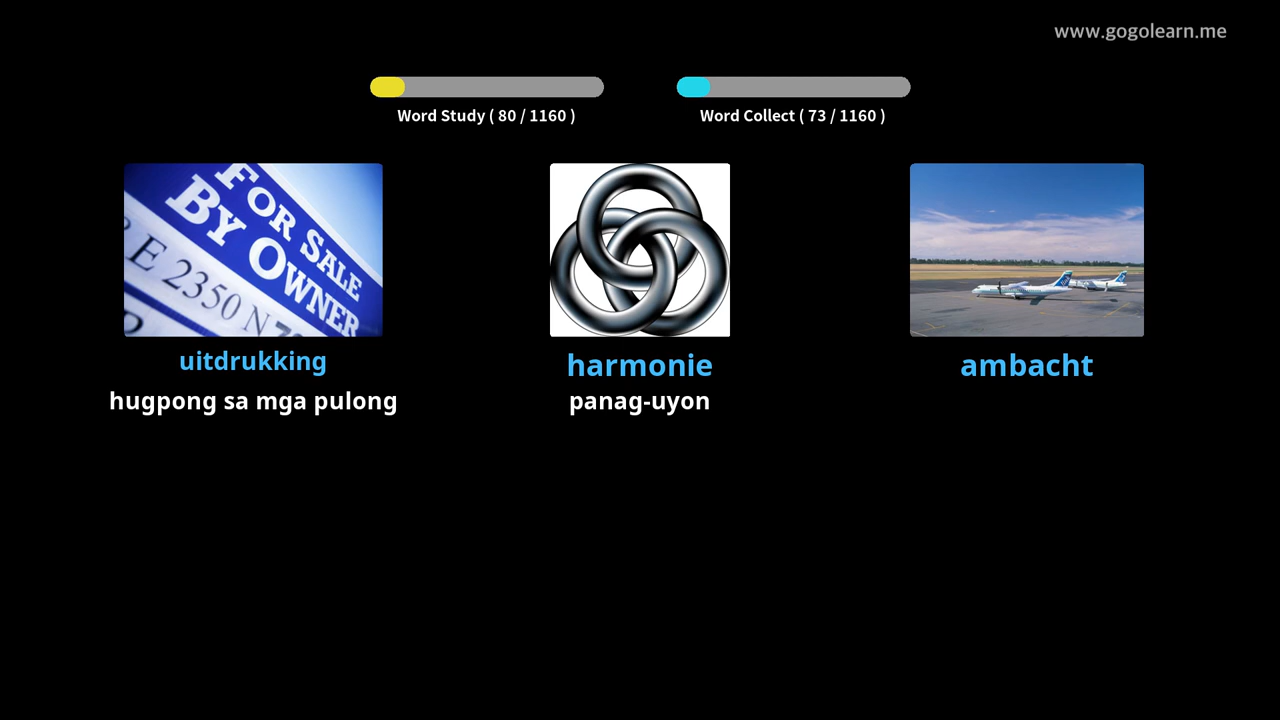 www.gogolearn.me
Word Study ( 80 / 1160 )
Word Collect ( 73 / 1160 )
FOR SALE
BY OWNER
E 2350 N
uitdrukking
harmonie
ambacht
hugpong sa mga pulong
panag-uyon